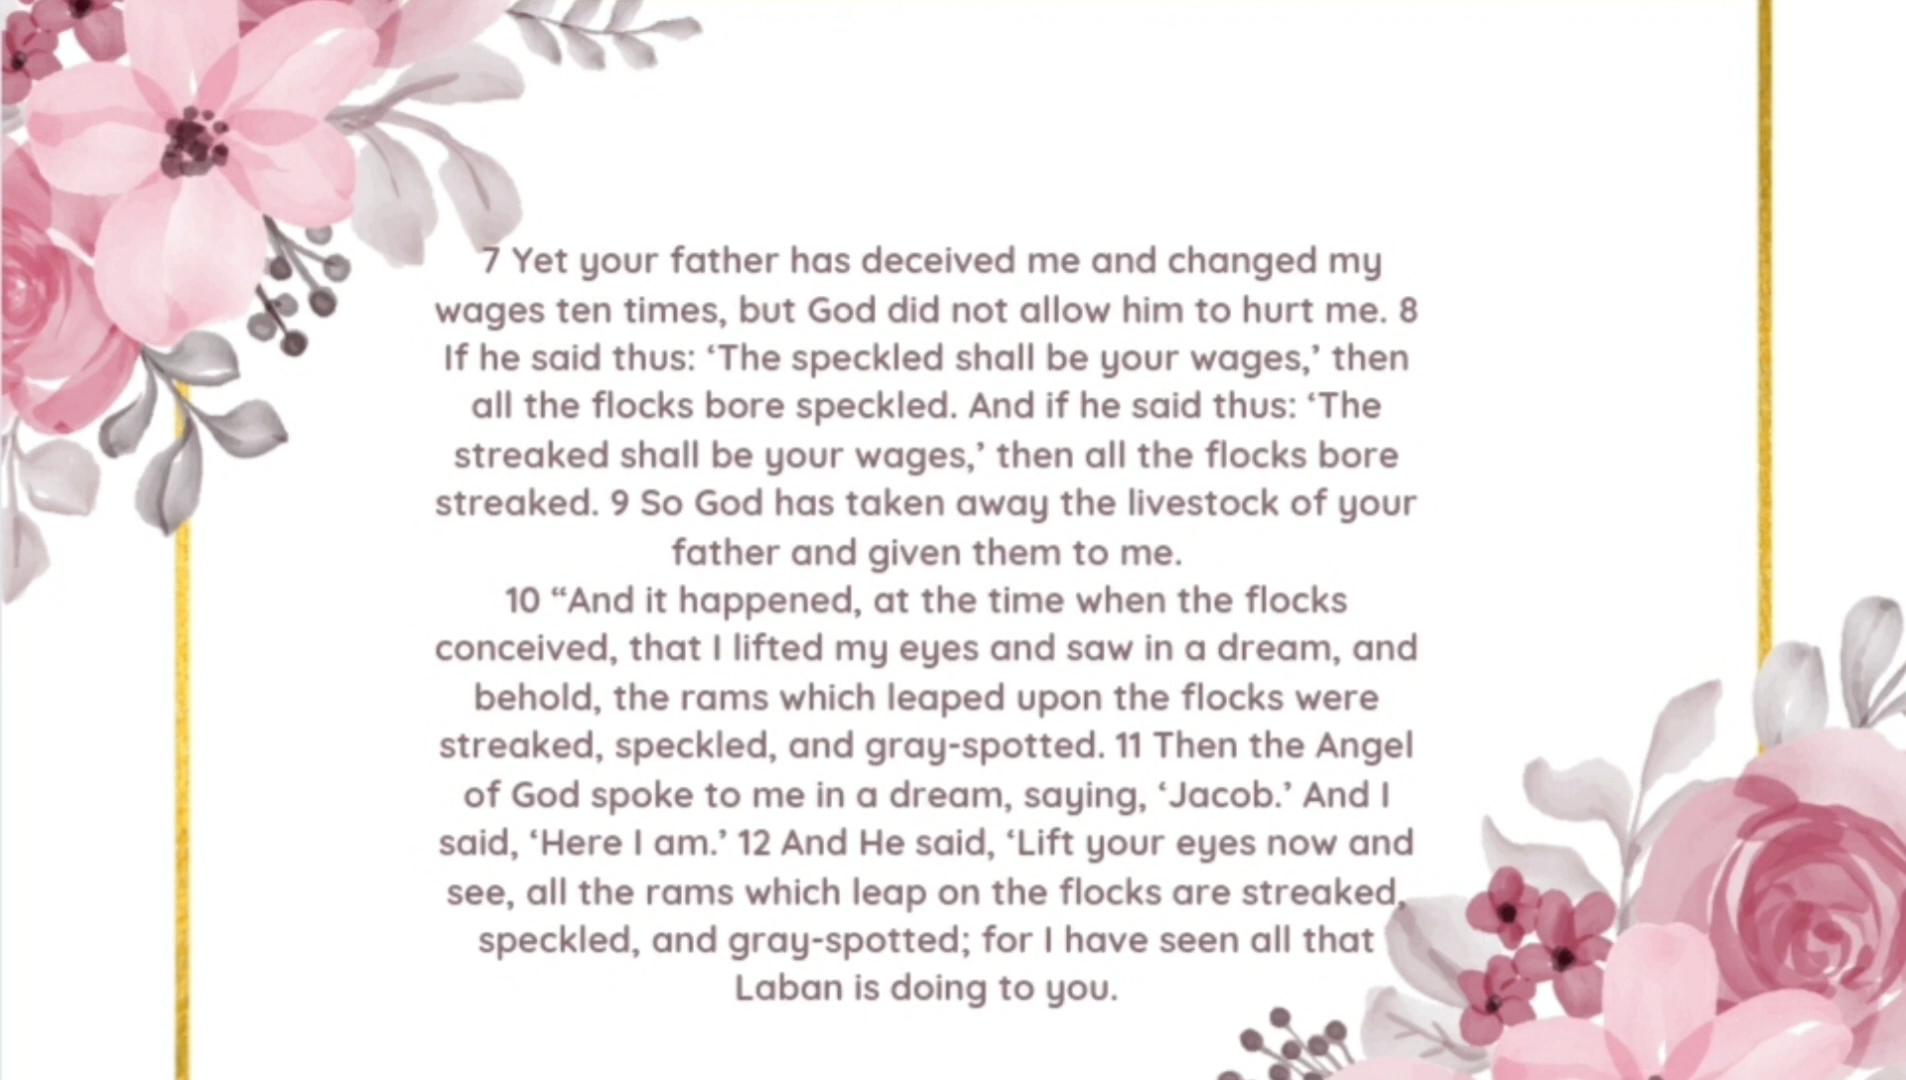 7 Yet your father has deceived me and changed my
wages ten times, but God did not allow him to hurt me. 8
If he said thus: ‘The speckled shall be your wages,’ then
all the flocks bore speckled. And if he said thus: ‘The
streaked shall be your wages,’ then all the flocks bore
streaked. 9 So God has taken away the livestock of your
father and given them to me.
10 “And it happened, at the time when the flocks
conceived, that I lifted my eyes and saw in a dream, and
behold, the rams which leaped upon the flocks were
streaked, speckled, and gray-spotted. 11 Then the Angel
of God spoke to me in a dream, saying, ‘Jacob.’ And I
said, ‘Here I am.’ 12 And He said, ‘Lift your eyes now and
see, all the rams which leap on the flocks are streaked,
speckled, and gray-spotted; for I have seen all that
Laban is doing to you.